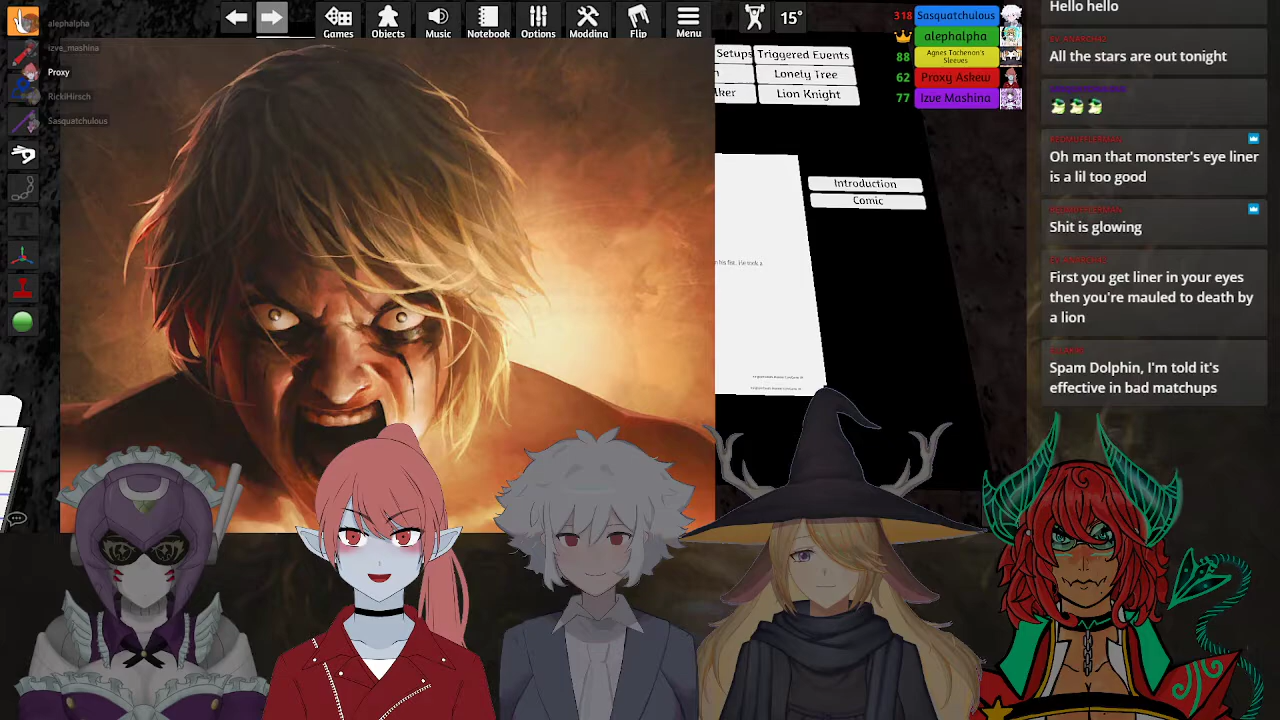 alephalpha
izve_mashina
Proxy
RickiHirsch
Sasquatchulous
Games
Objects
Music
Notebook
Options
Modding
Flip
Menu
15°
318 Sasquatchulous
alephalpha
88 Agnes Tachenon's Sleeves
62 Proxy Askew
77 Izve Mashina
Setups
Triggered Events
Lonely Tree
Lion Knight
Introduction
Comic
his fist. He took a
Hello hello
All the stars are out tonight
Oh man that monster's eye liner
is a lil too good
Shit is glowing
First you get liner in your eyes
then you're mauled to death by
a lion
Spam Dolphin, I'm told it's
effective in bad matchups